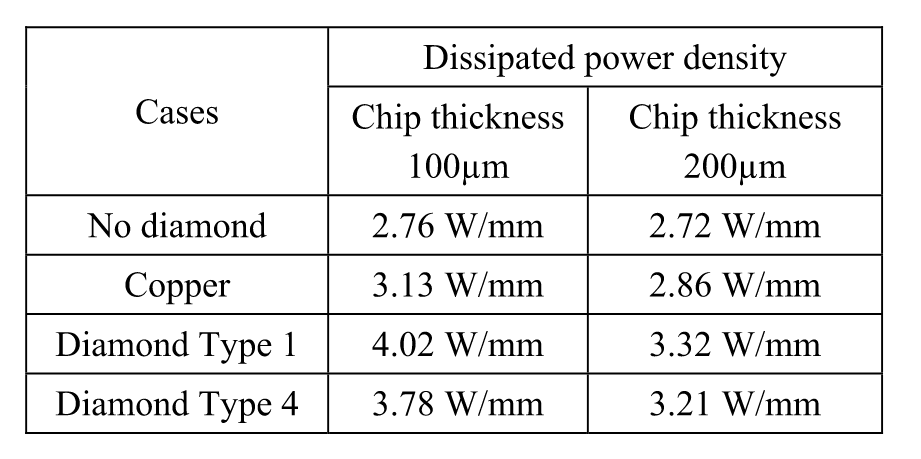 Dissipated power density
Cases
Chip thickness
100µm
Chip thickness
200µm
No diamond
2.76 W/mm
2.72 W/mm
Copper
3.13 W/mm
2.86 W/mm
Diamond Type 1
4.02 W/mm
3.32 W/mm
Diamond Type 4
3.78 W/mm
3.21 W/mm